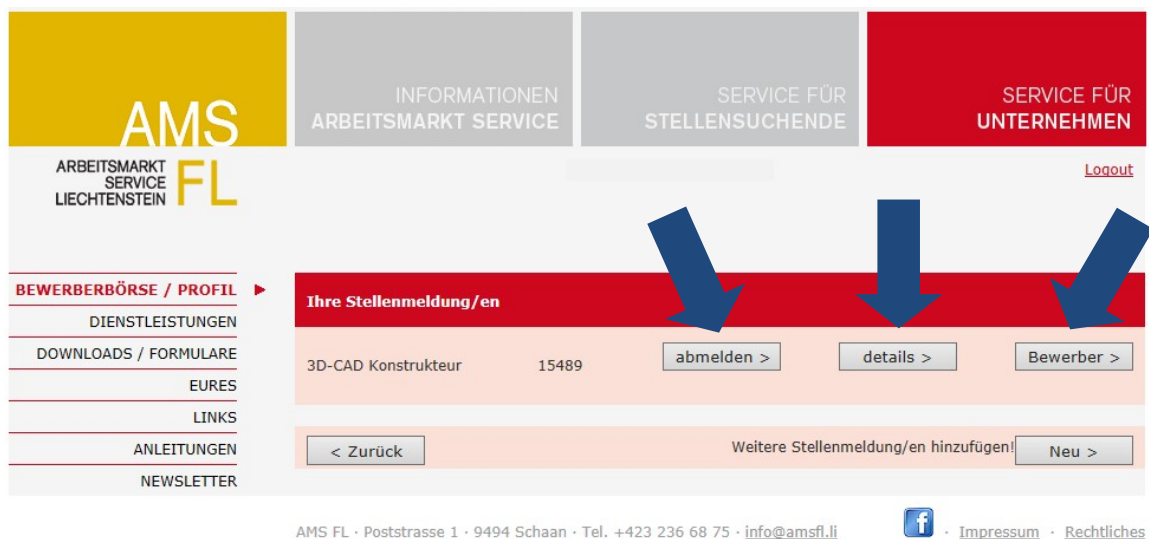 AMS
ARBEITSMARKT
SERVICE
LIECHTENSTEIN
FL
INFORMATIONEN
ARBEITSMARKT SERVICE
SERVICE FÜR
STELLENSUCHENDE
SERVICE FÜR
UNTERNEHMEN
Logout
BEWERBERBÖRSE / PROFIL
DIENSTLEISTUNGEN
DOWNLOADS / FORMULARE
EURES
LINKS
ANLEITUNGEN
NEWSLETTER
Ihre Stellenmeldung/en
3D-CAD Konstrukteur 15489 abmelden > details > Bewerber >
< Zurück Weitere Stellenmeldung/en hinzufügen! Neu >
AMS FL · Poststrasse 1 · 9494 Schaan · Tel. +423 236 68 75 · info@amsfl.li f · Impressum · Rechtliches